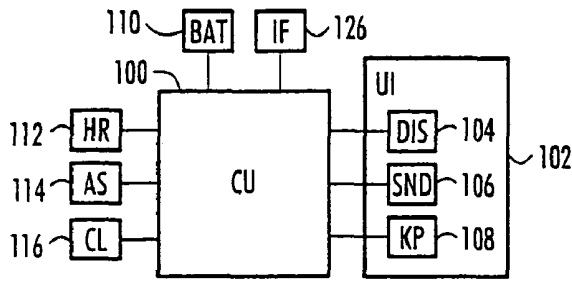 110 BAT IF 126
100 UI
112 HR DIS 104
CU 102
114 AS SND 106
116 CL KP 108